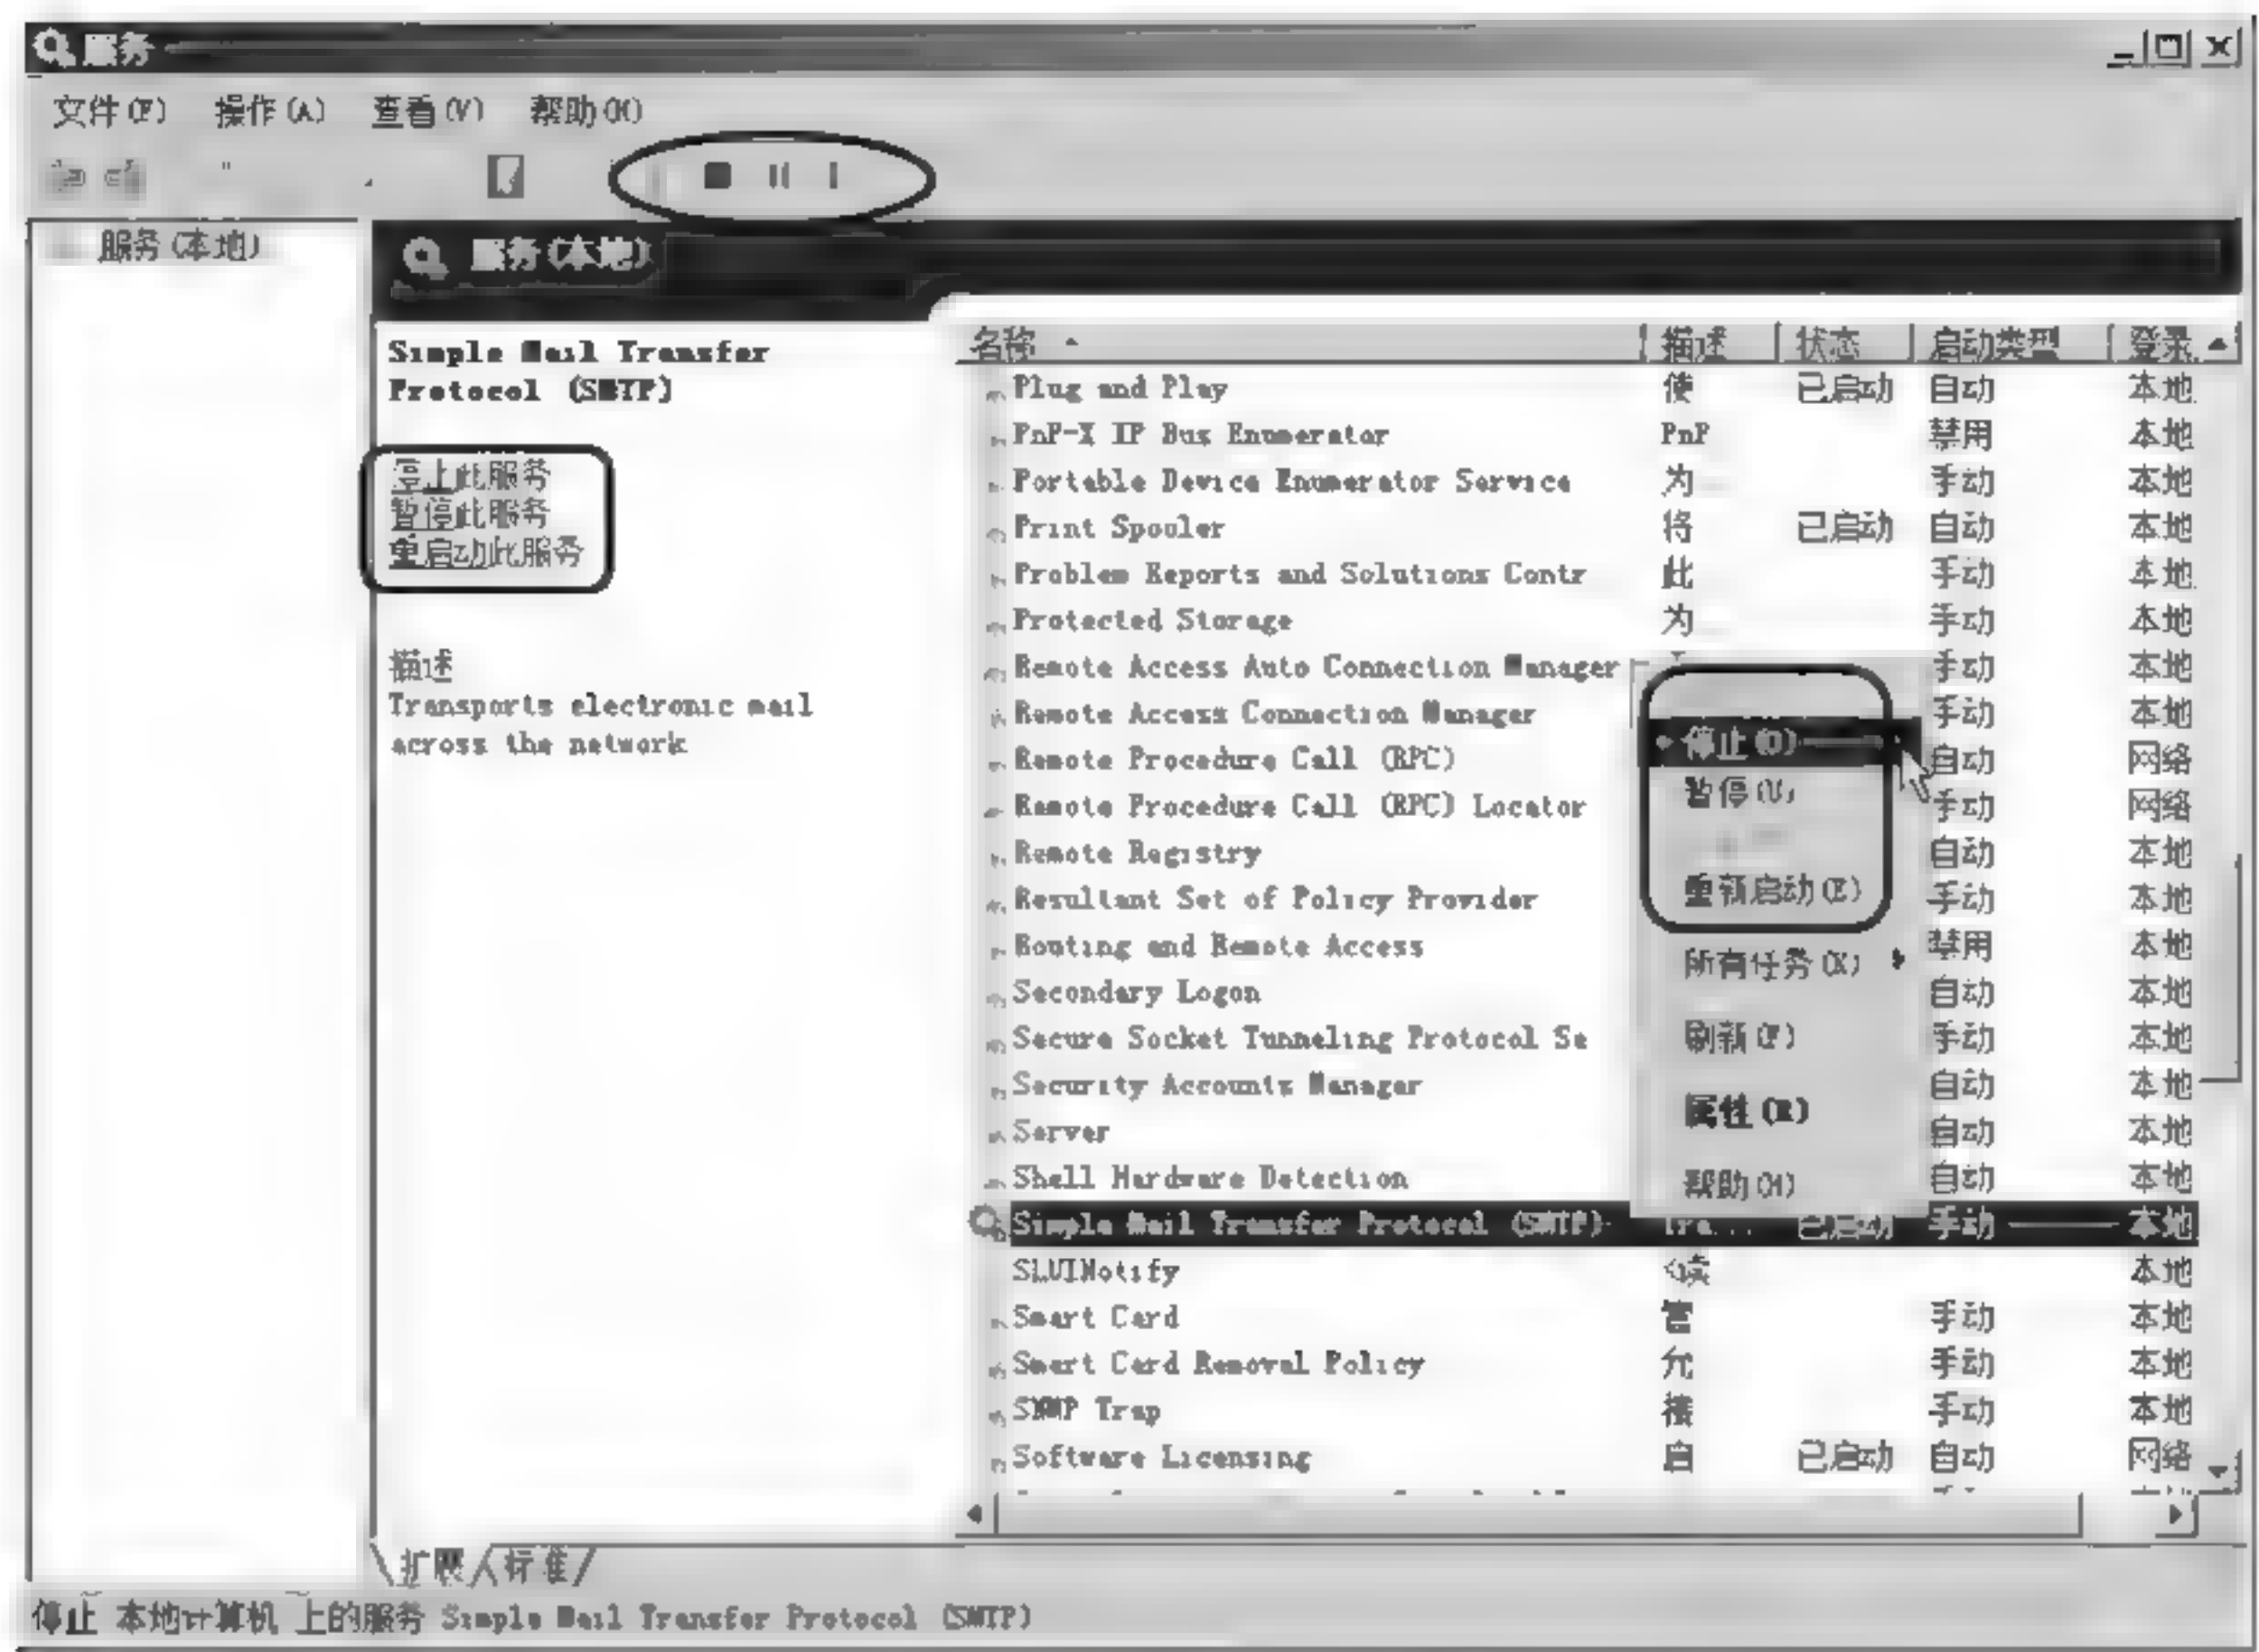 服务
文件(F) 操作(A) 查看(V) 帮助(H)
服务(本地)
服务(本地)
Simple Mail Transfer
Protocol (SMTP)
停止此服务
暂停此服务
重启动此服务
描述
Transports electronic mail
across the network
名称 描述 状态 启动类型 登录
Plug and Play 使 已启动 自动 本地
PnP-X IP Bus Enumerator PnP 禁用 本地
Portable Device Enumerator Service 为 手动 本地
Print Spooler 将 已启动 自动 本地
Problem Reports and Solutions Contr 此 手动 本地
Protected Storage 为 手动 本地
Remote Access Auto Connection Manager 手动 本地
Remote Access Connection Manager 手动 本地
Remote Procedure Call (RPC) 自动 网络
Remote Procedure Call (RPC) Locator 手动 网络
Remote Registry 自动 本地
Resultant Set of Policy Provider 手动 本地
Routing and Remote Access 禁用 本地
Secondary Logon 自动 本地
Secure Socket Tunneling Protocol Se 手动 本地
Security Accounts Manager 自动 本地
Server 自动 本地
Shell Hardware Detection 自动 本地
Simple Mail Transfer Protocol (SMTP) Tra... 已启动 手动 本地
SLUINotify 本地
Smart Card 管 手动 本地
Smart Card Removal Policy 允 手动 本地
SNMP Trap 接 手动 本地
Software Licensing 启 已启动 自动 网络
停止(O)
暂停(U)
重新启动(E)
所有任务(K)
刷新(F)
属性(R)
帮助(H)
扩展 标准
停止 本地计算机 上的服务 Simple Mail Transfer Protocol (SMTP)